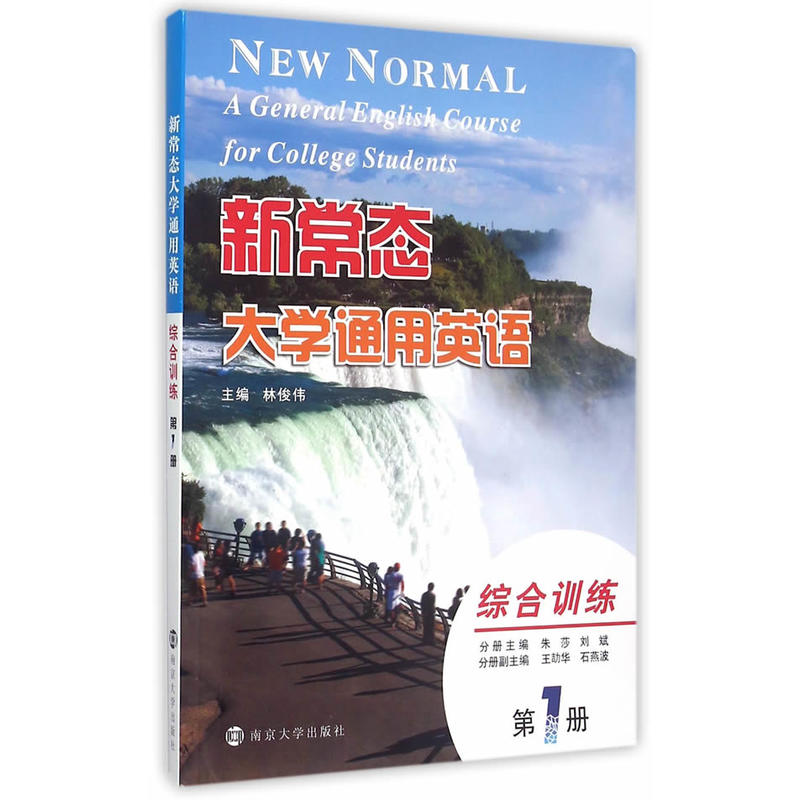 NEW NORMAL
A General English Course
for College Students
新常态
大学通用英语
主编 林俊伟
综合训练
分册主编 朱莎 刘斌
分册副主编 王劼华 石燕波
第1册
南京大学出版社
新常态大学通用英语 综合训练 第1册 南京大学出版社